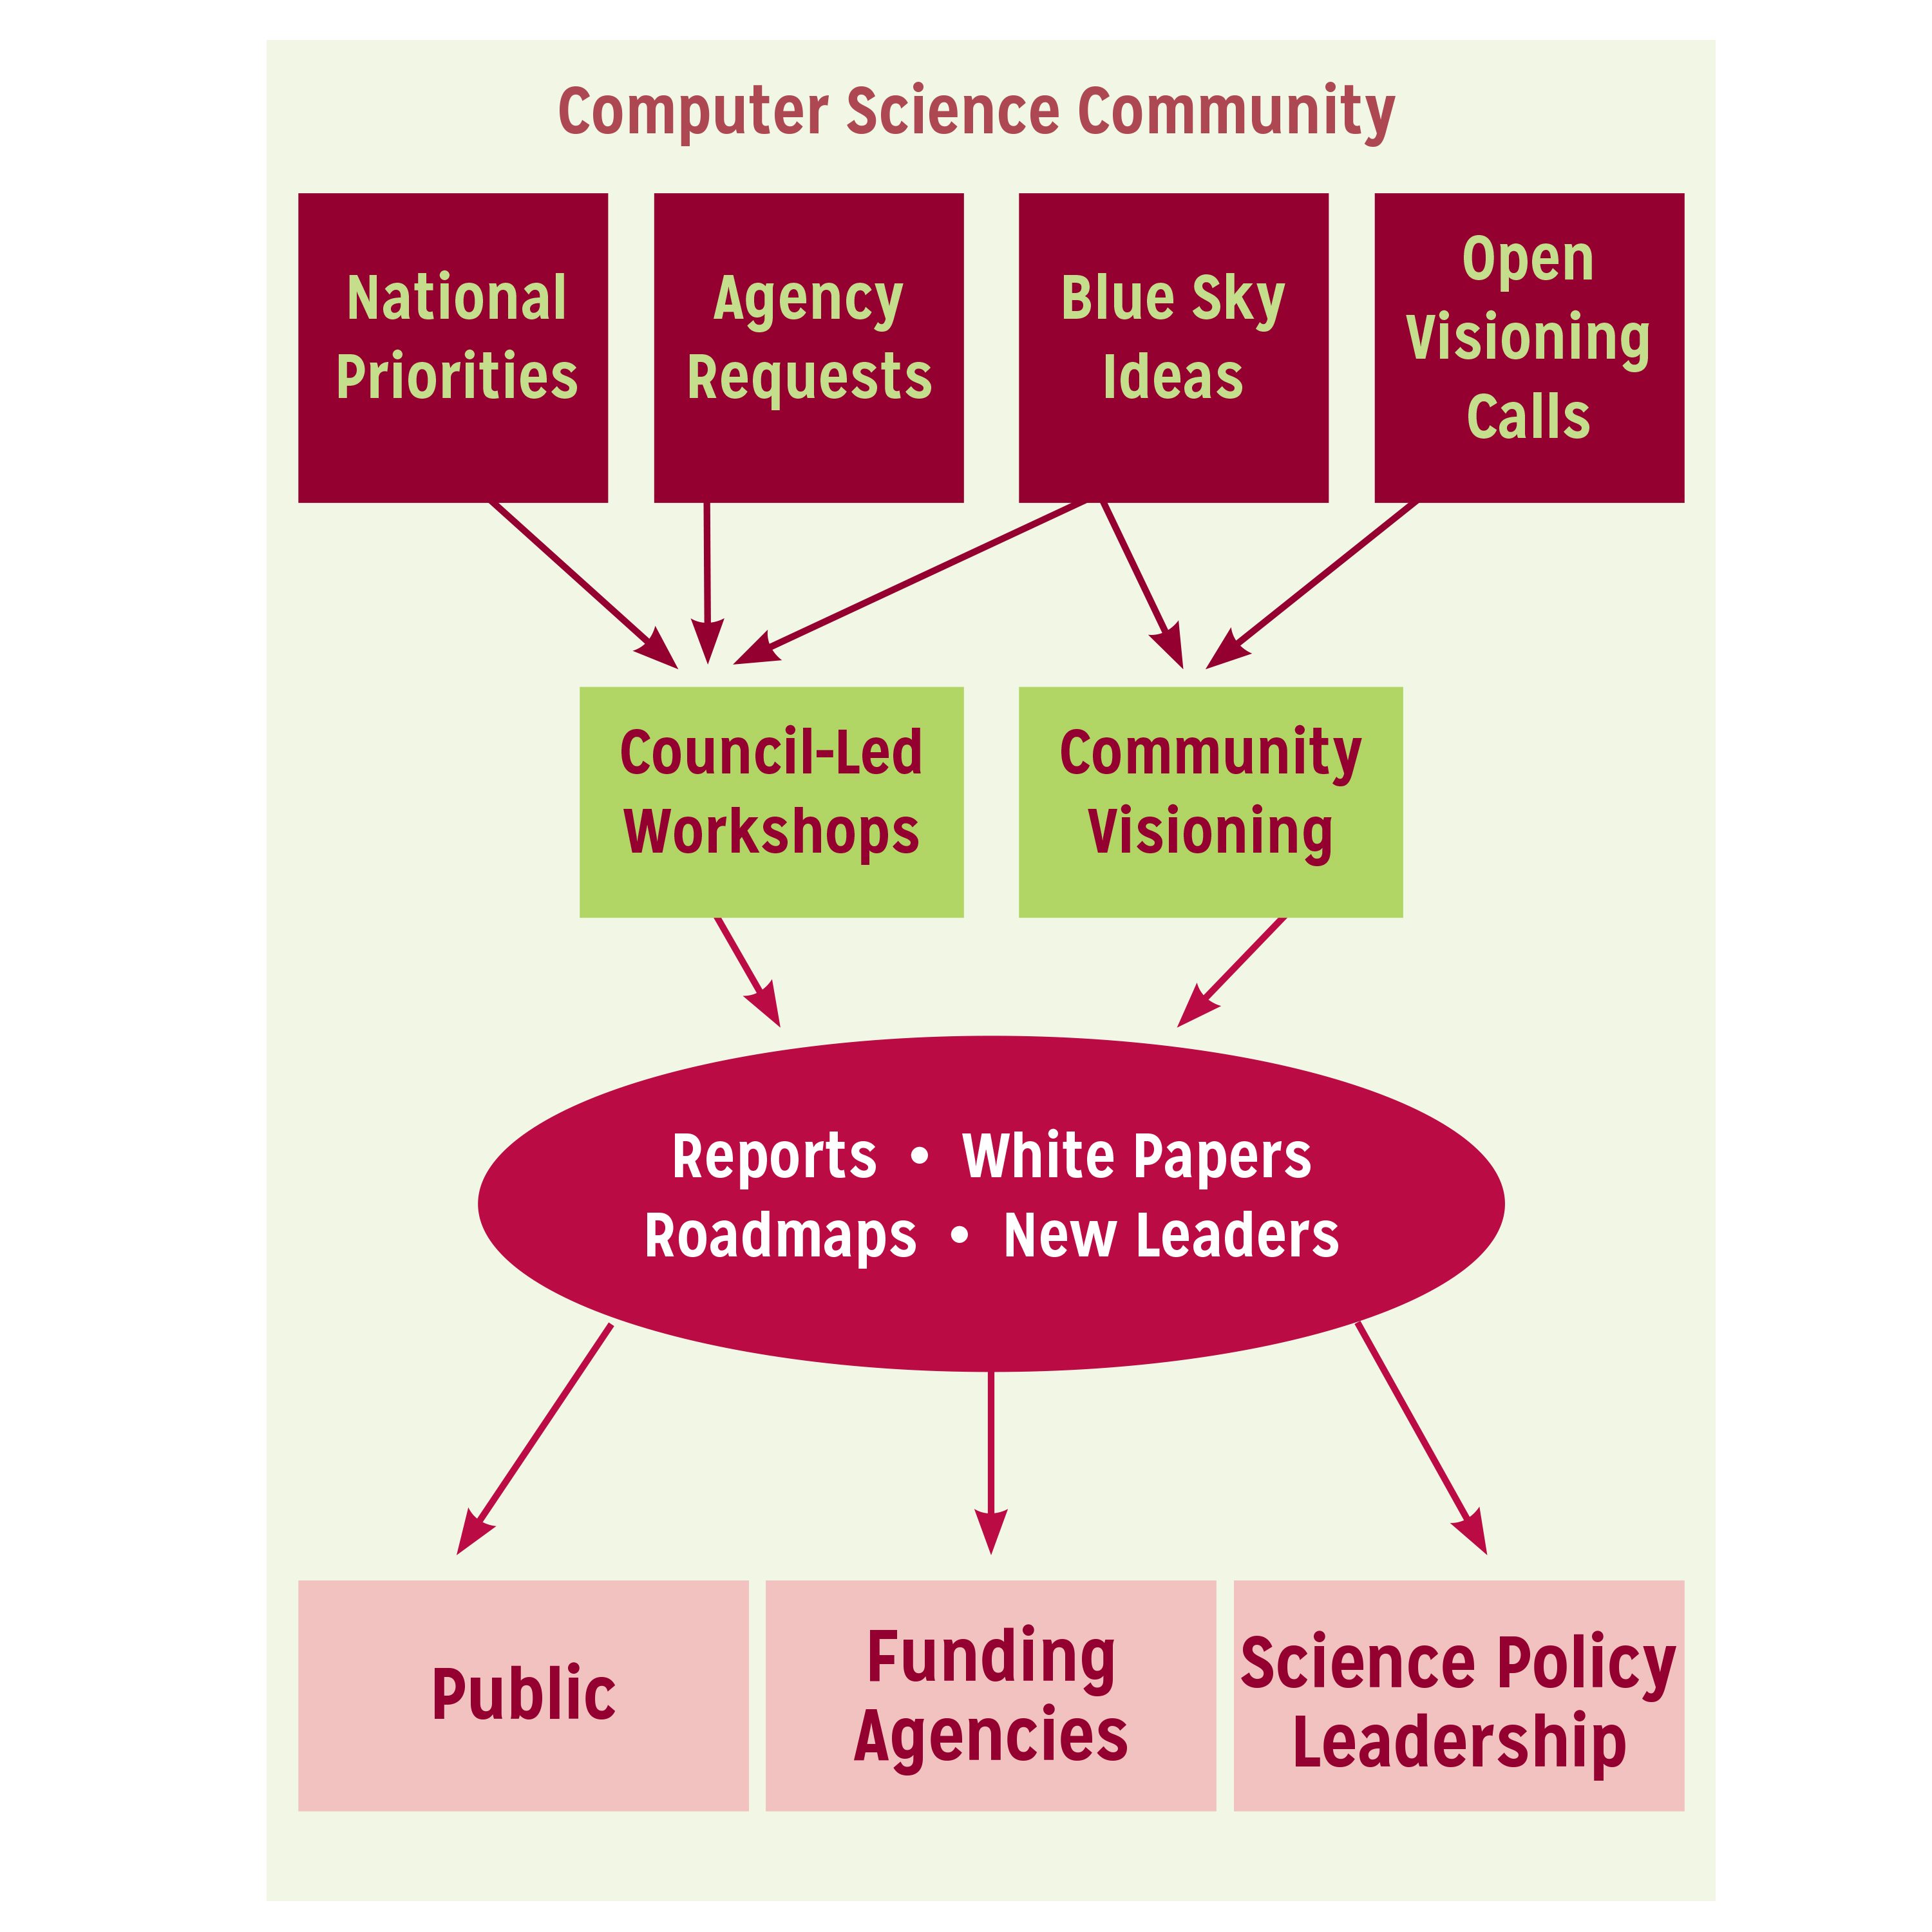 Computer Science Community
National
Priorities
Agency
Requests
Blue Sky
Ideas
Open
Visioning
Calls
Council-Led
Workshops
Community
Visioning
Reports • White Papers
Roadmaps • New Leaders
Public
Funding
Agencies
Science Policy
Leadership